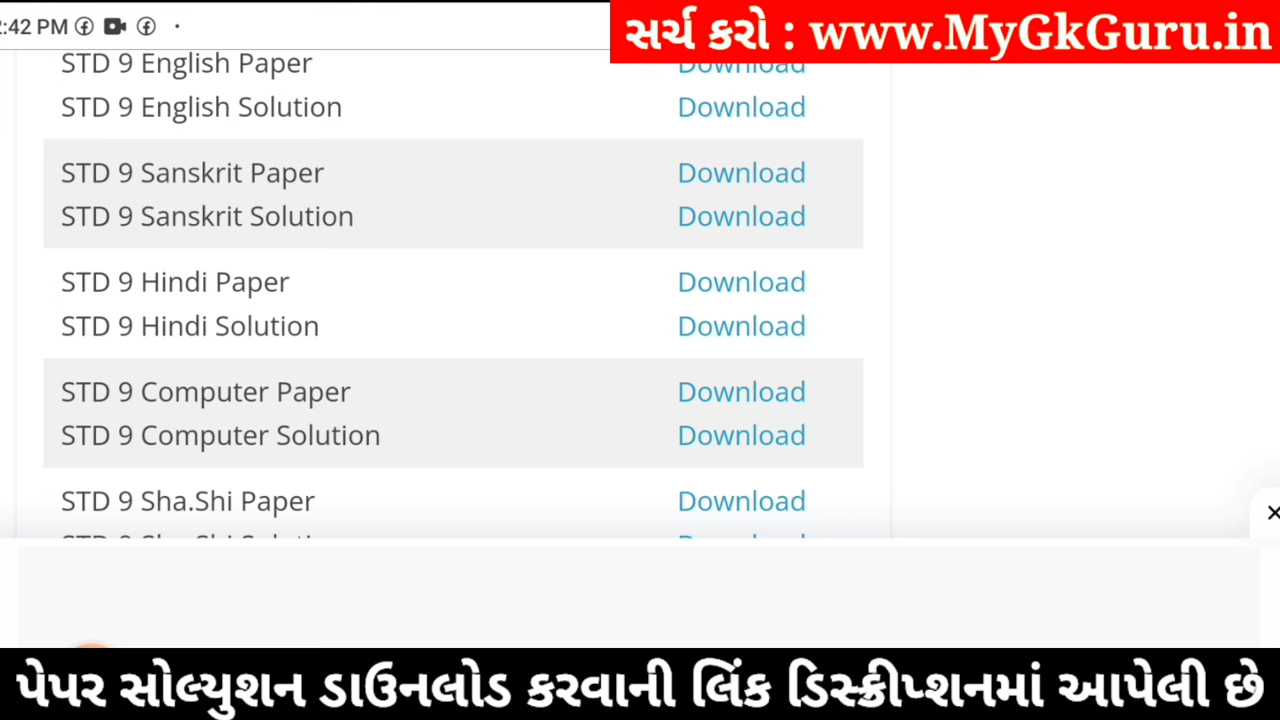 :42 PM
સર્ચ કરો : www.MyGkGuru.in
STD 9 English Paper Download
STD 9 English Solution Download
STD 9 Sanskrit Paper Download
STD 9 Sanskrit Solution Download
STD 9 Hindi Paper Download
STD 9 Hindi Solution Download
STD 9 Computer Paper Download
STD 9 Computer Solution Download
STD 9 Sha.Shi Paper Download
પેપર સોલ્યુશન ડાઉનલોડ કરવાની લિંક ડિસ્ક્રીપ્શનમાં આપેલી છે